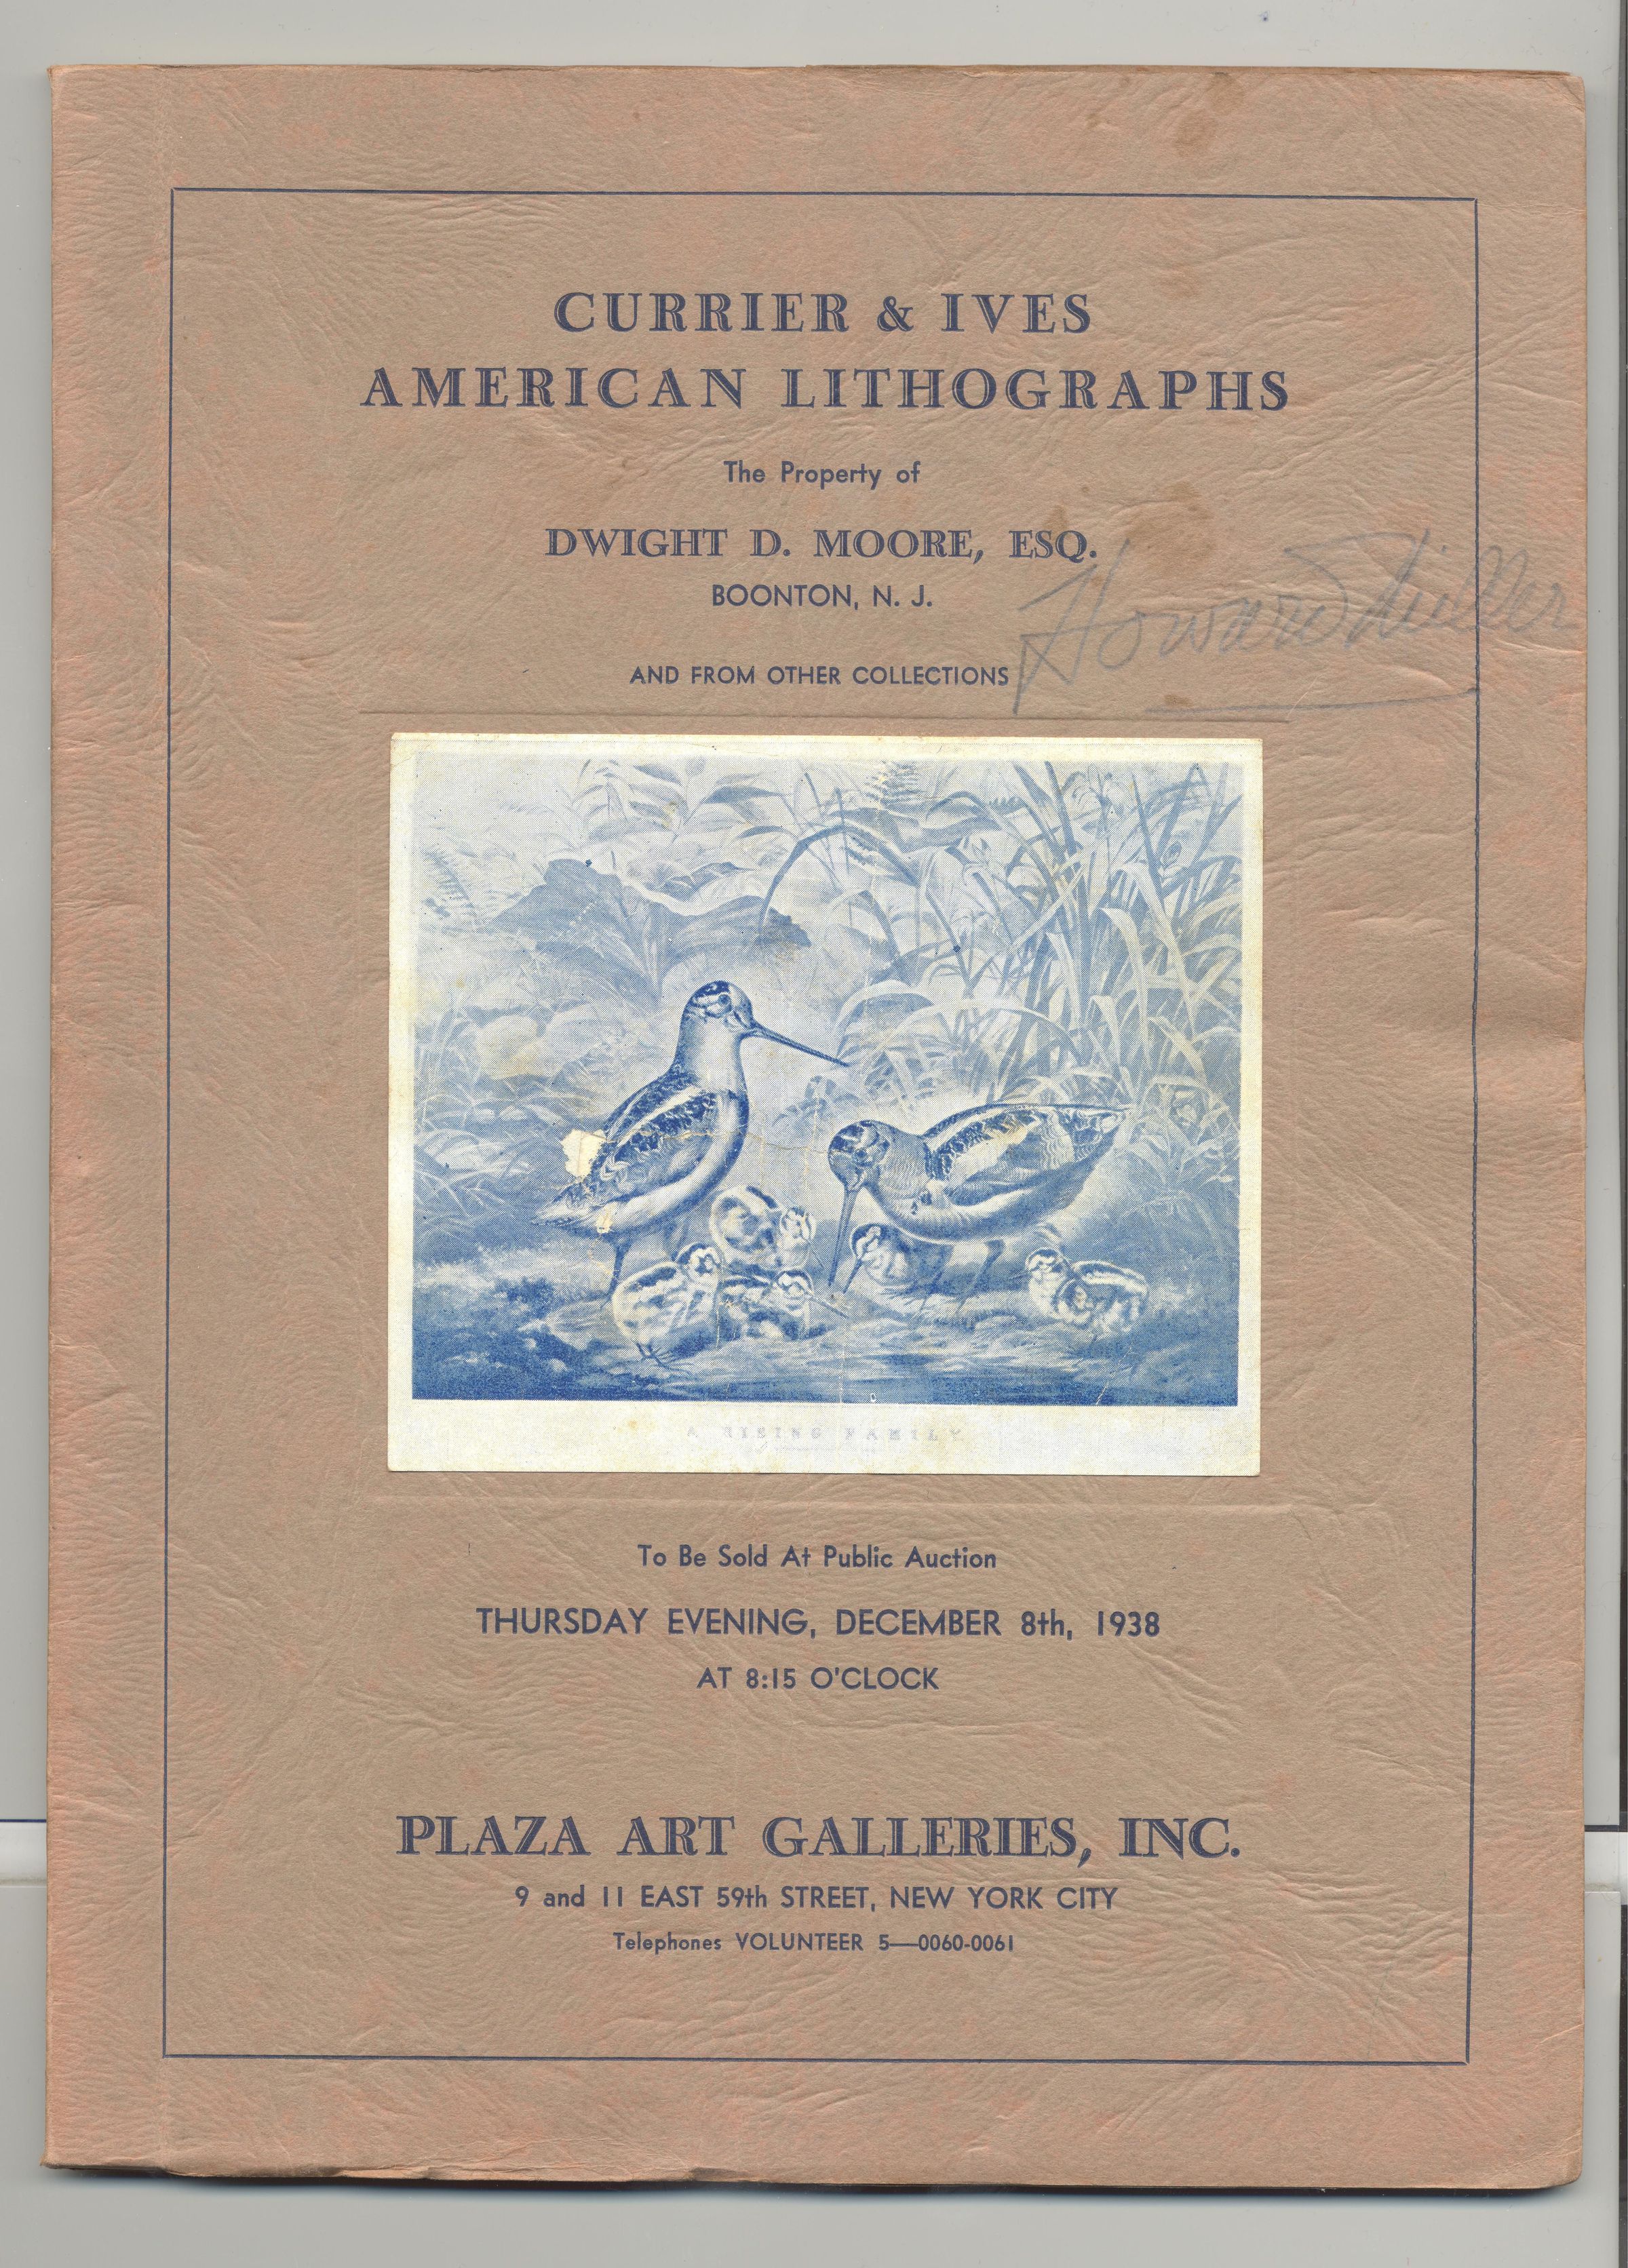 CURRIER & IVES
AMERICAN LITHOGRAPHS
The Property of
DWIGHT D. MOORE, ESQ.
BOONTON, N. J.
Howard Miller
AND FROM OTHER COLLECTIONS
A RISING FAMILY
To Be Sold At Public Auction
THURSDAY EVENING, DECEMBER 8th, 1938
AT 8:15 O'CLOCK
PLAZA ART GALLERIES, INC.
9 and 11 EAST 59th STREET, NEW YORK CITY
Telephones VOLUNTEER 5—0060-0061